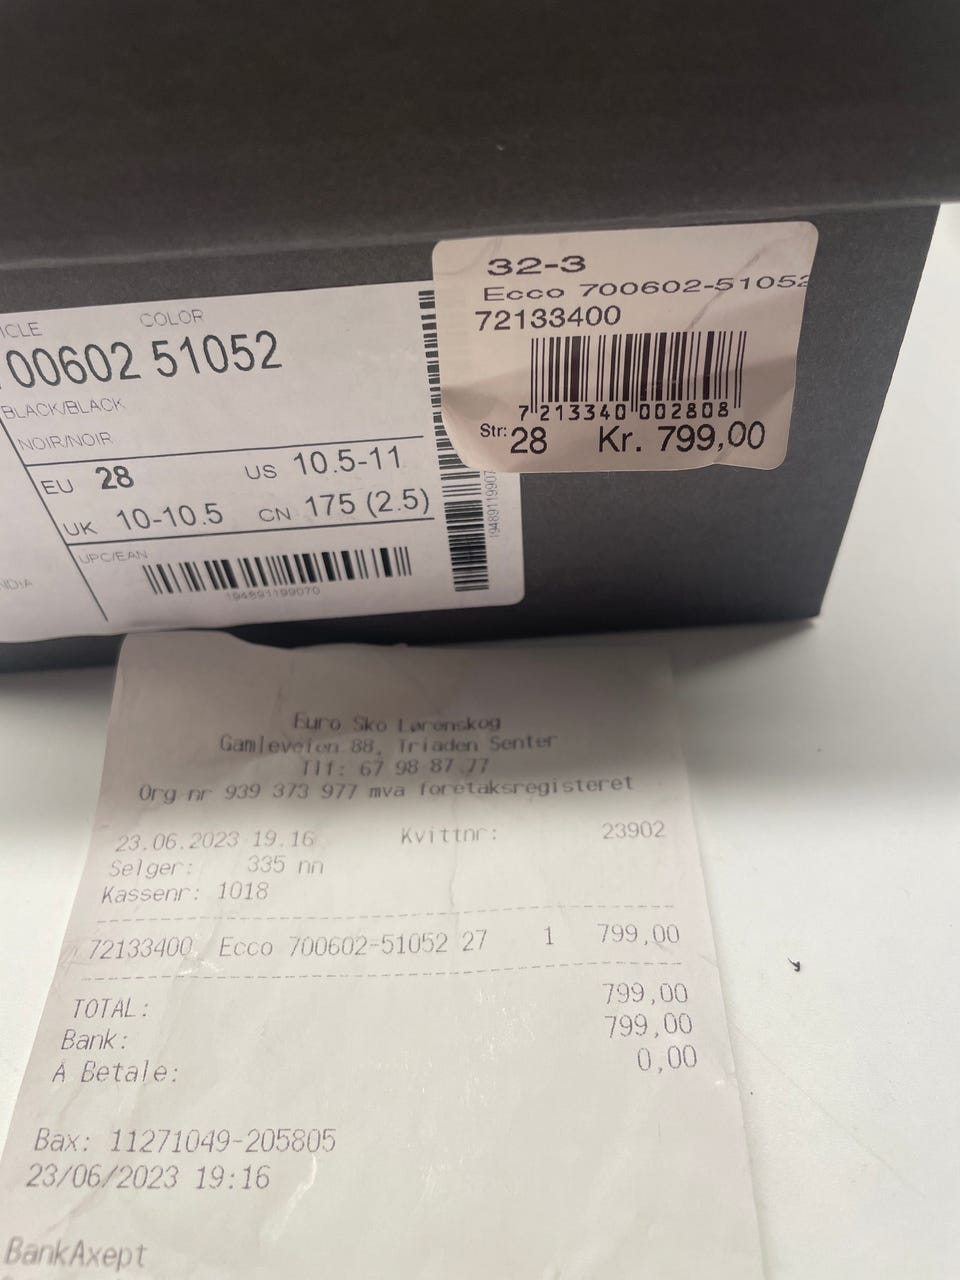 32-3
Ecco 700602-51052
72133400
7 213340 002808
Str: 28 Kr. 799,00
COLOR
00602 51052
BLACK/BLACK
NOIR/NOIR
EU 28 US 10.5-11
UK 10-10.5 CN 175 (2.5)
UPC/EAN
194891199070
Euro Sko Lørenskog
Gamleveien 88, Triaden Senter
Tlf: 67 98 87 77
Org nr 939 373 977 mva foretaksregisteret
23.06.2023 19.16 Kvittnr: 23902
Selger: 335 nn
Kassenr: 1018
72133400 Ecco 700602-51052 27 1 799,00
TOTAL: 799,00
Bank: 799,00
Å Betale: 0,00
Bax: 11271049-205805
23/06/2023 19:16
BankAxept